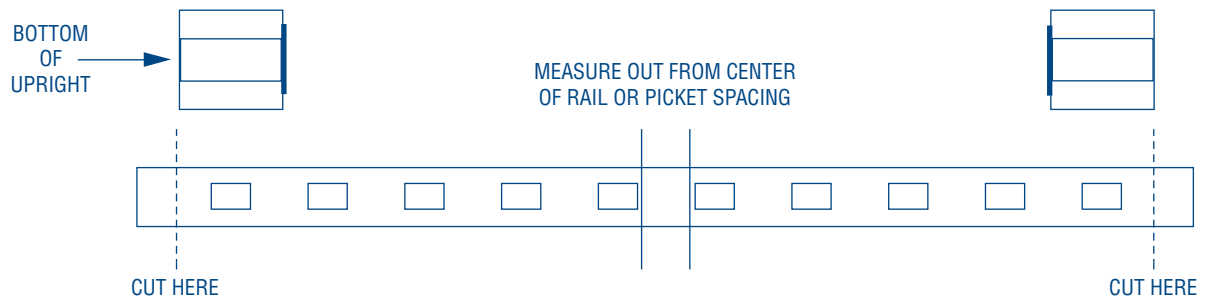 BOTTOM
OF
UPRIGHT
MEASURE OUT FROM CENTER
OF RAIL OR PICKET SPACING
CUT HERE
CUT HERE